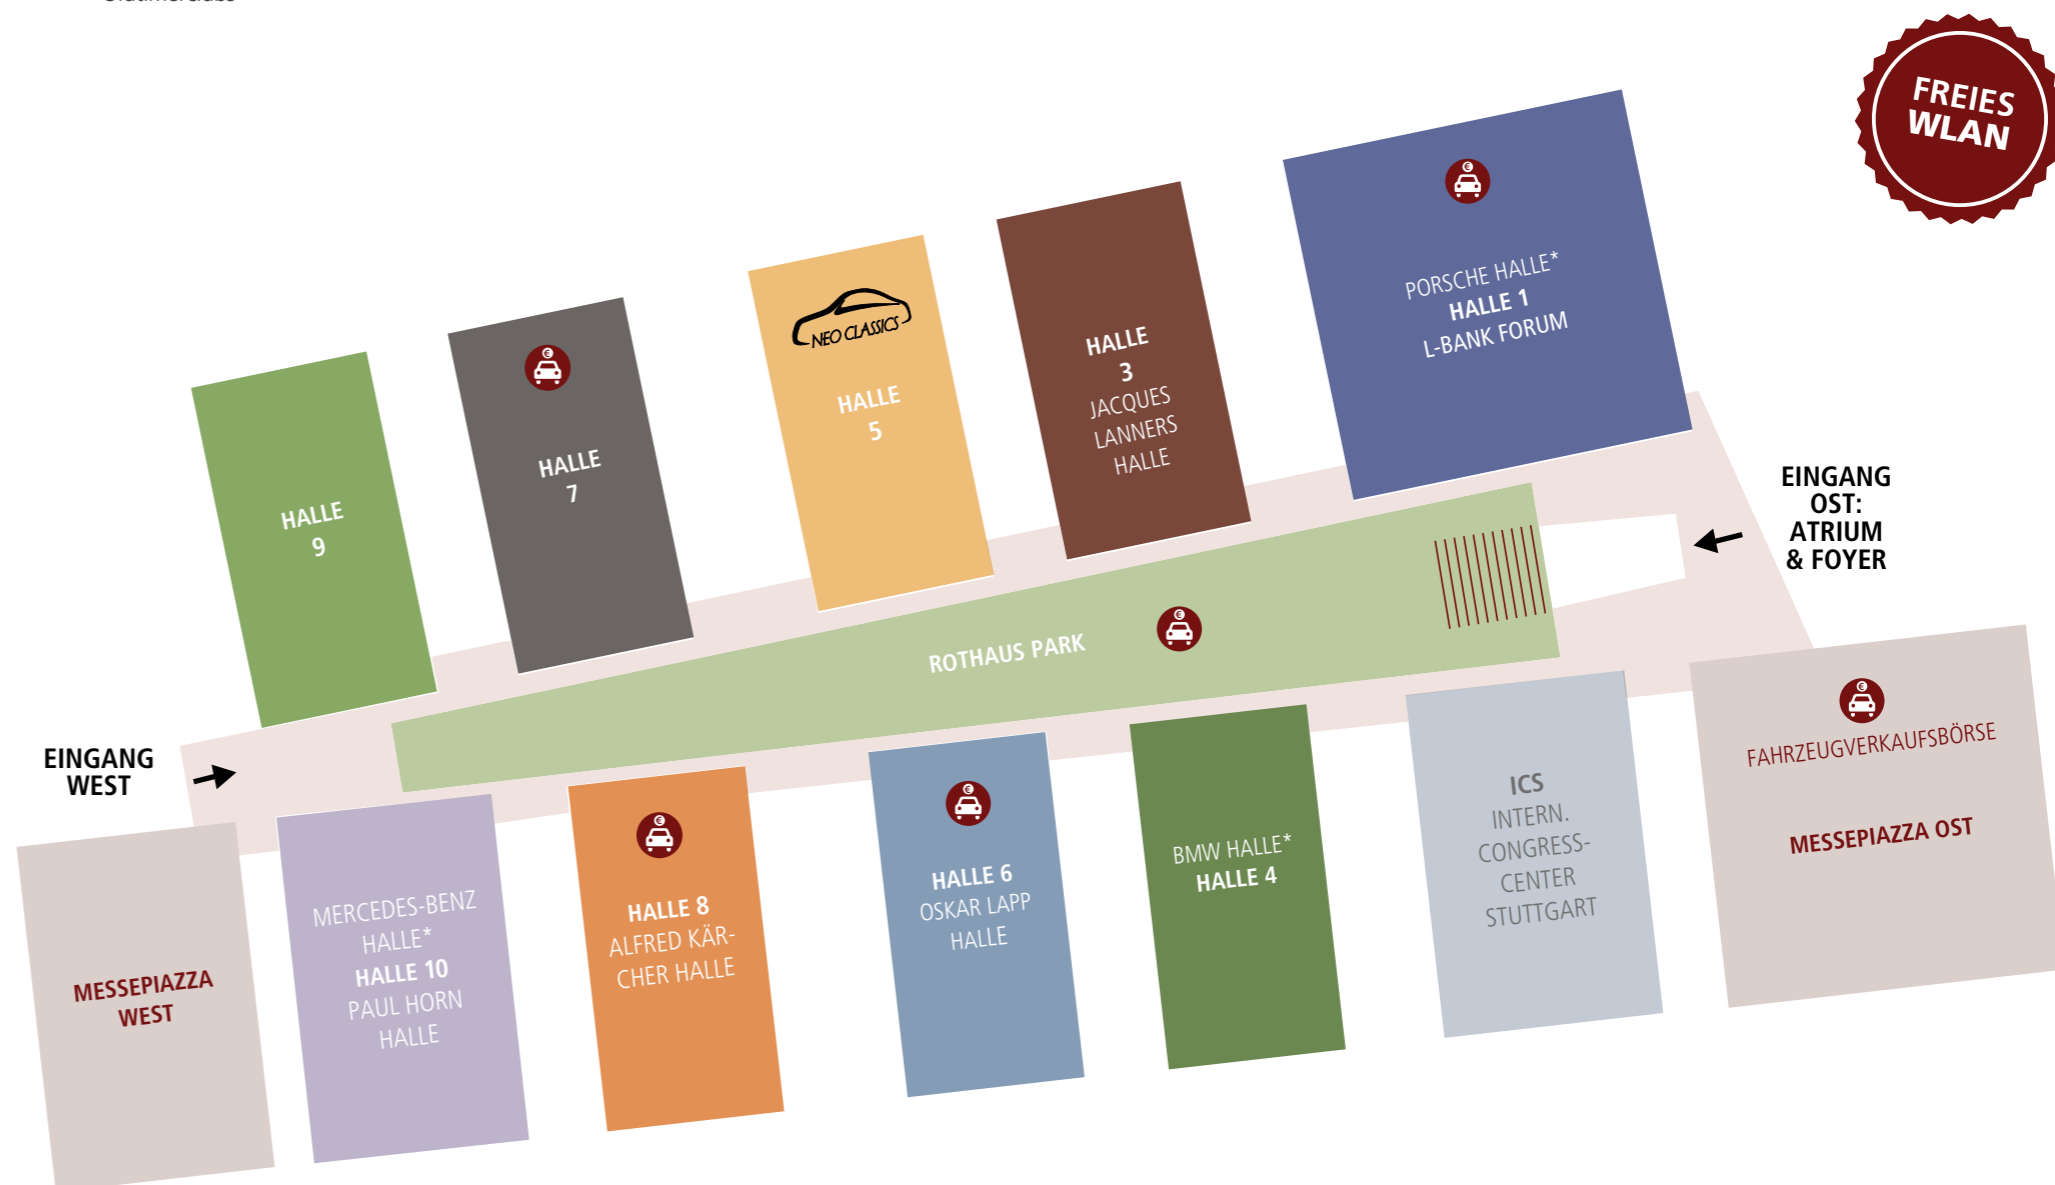 FREIES
WLAN
PORSCHE HALLE*
HALLE 1
L-BANK FORUM
HALLE
3
JACQUES
LANNERS
HALLE
NEO CLASSICS
HALLE
5
HALLE
7
HALLE
9
EINGANG
OST:
ATRIUM
& FOYER
ROTHAUS PARK
EINGANG
WEST
MESSEPIAZZA
WEST
MERCEDES-BENZ
HALLE*
HALLE 10
PAUL HORN
HALLE
HALLE 8
ALFRED KÄR-
CHER HALLE
HALLE 6
OSKAR LAPP
HALLE
BMW HALLE*
HALLE 4
ICS
INTERN.
CONGRESS-
CENTER
STUTTGART
FAHRZEUGVERKAUFSBÖRSE
MESSEPIAZZA OST